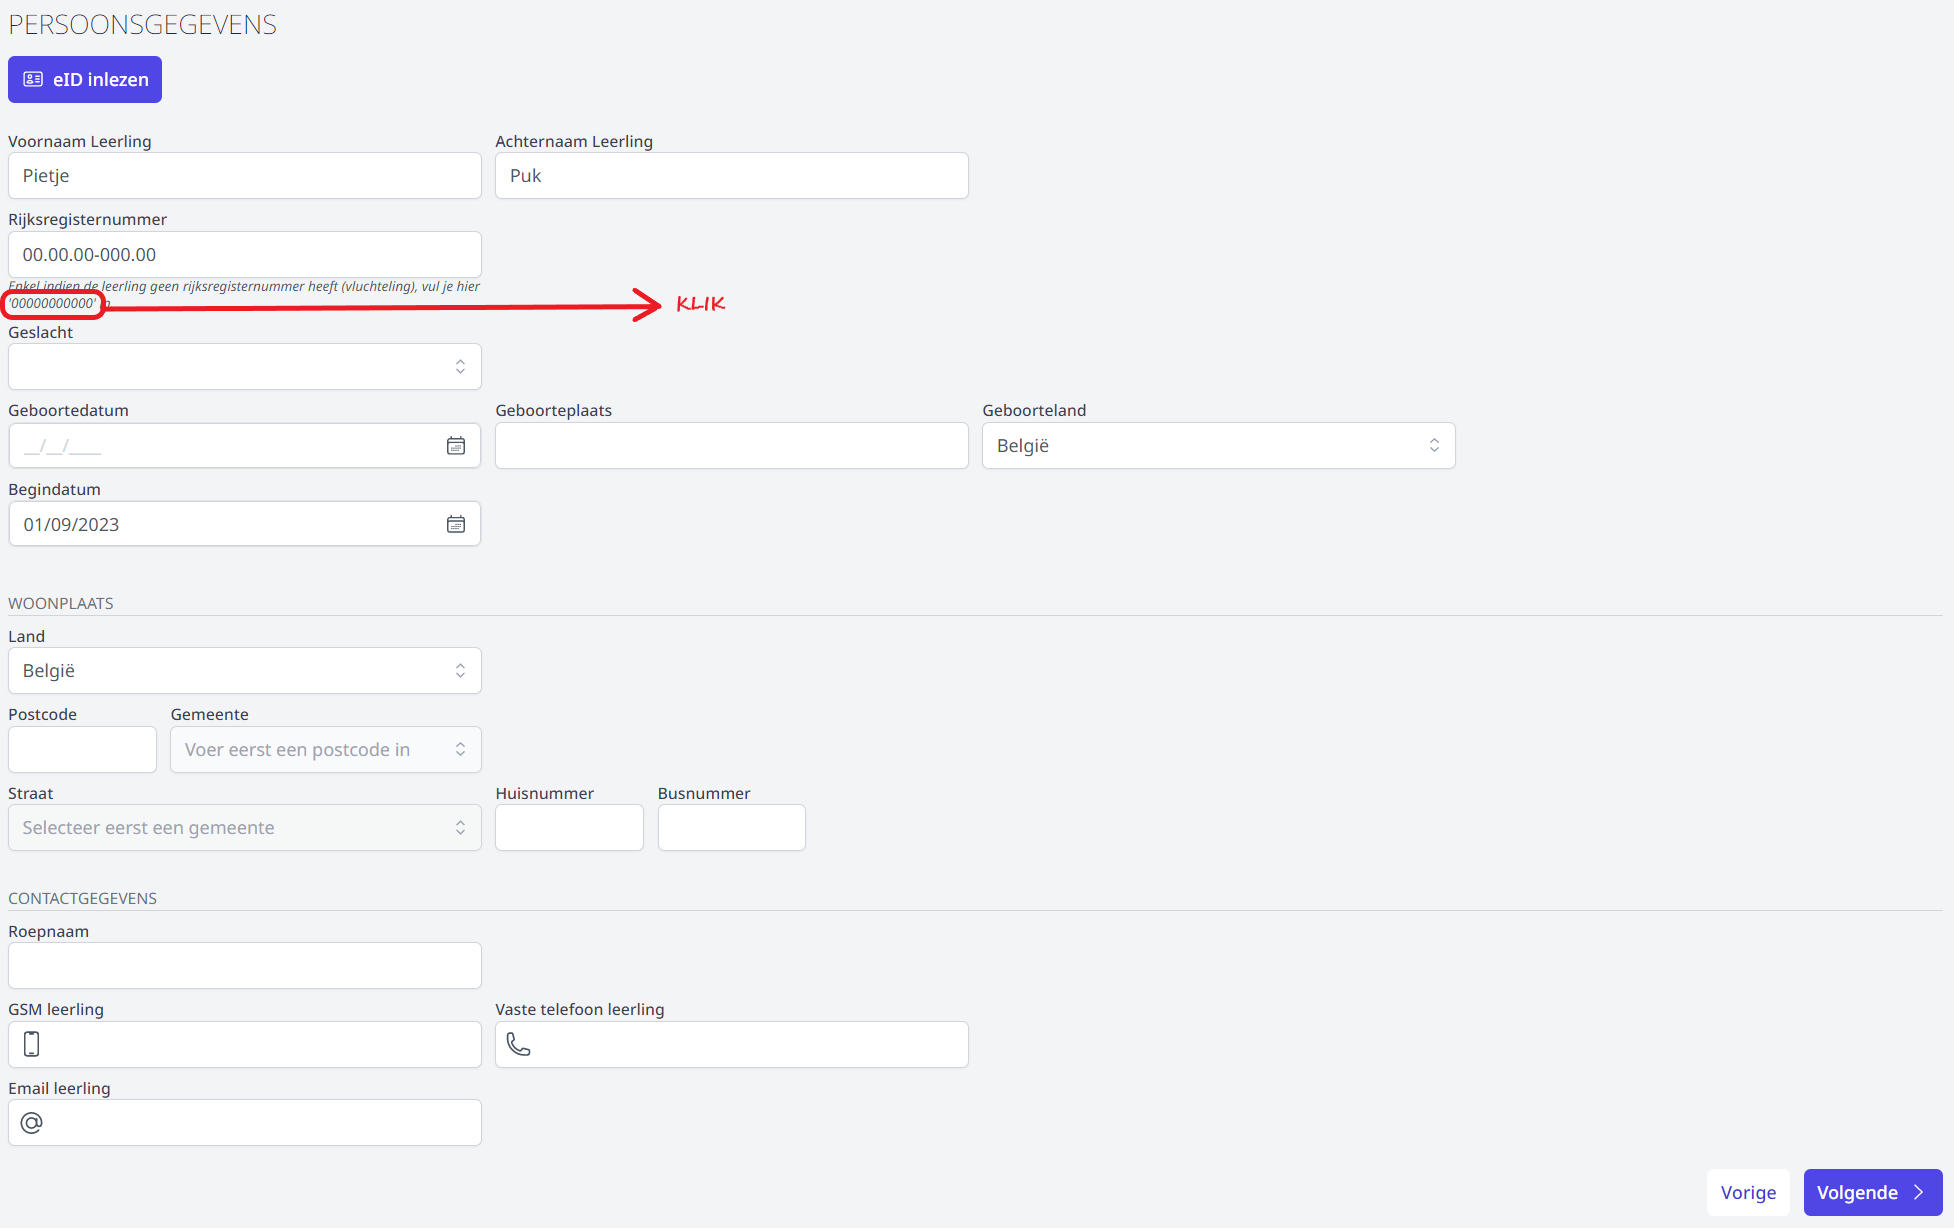 PERSOONSGEGEVENS
eID inlezen
Voornaam Leerling
Achternaam Leerling
Pietje
Puk
Rijksregisternummer
00.00.00-000.00
Enkel indien de leerling geen rijksregisternummer heeft (vluchteling), vul je hier
'00000000000' in
KLIK
Geslacht
Geboortedatum
Geboorteplaats
Geboorteland
__/__/____
België
Begindatum
01/09/2023
WOONPLAATS
Land
België
Postcode
Gemeente
Voer eerst een postcode in
Straat
Huisnummer
Busnummer
Selecteer eerst een gemeente
CONTACTGEGEVENS
Roepnaam
GSM leerling
Vaste telefoon leerling
Email leerling
Vorige
Volgende